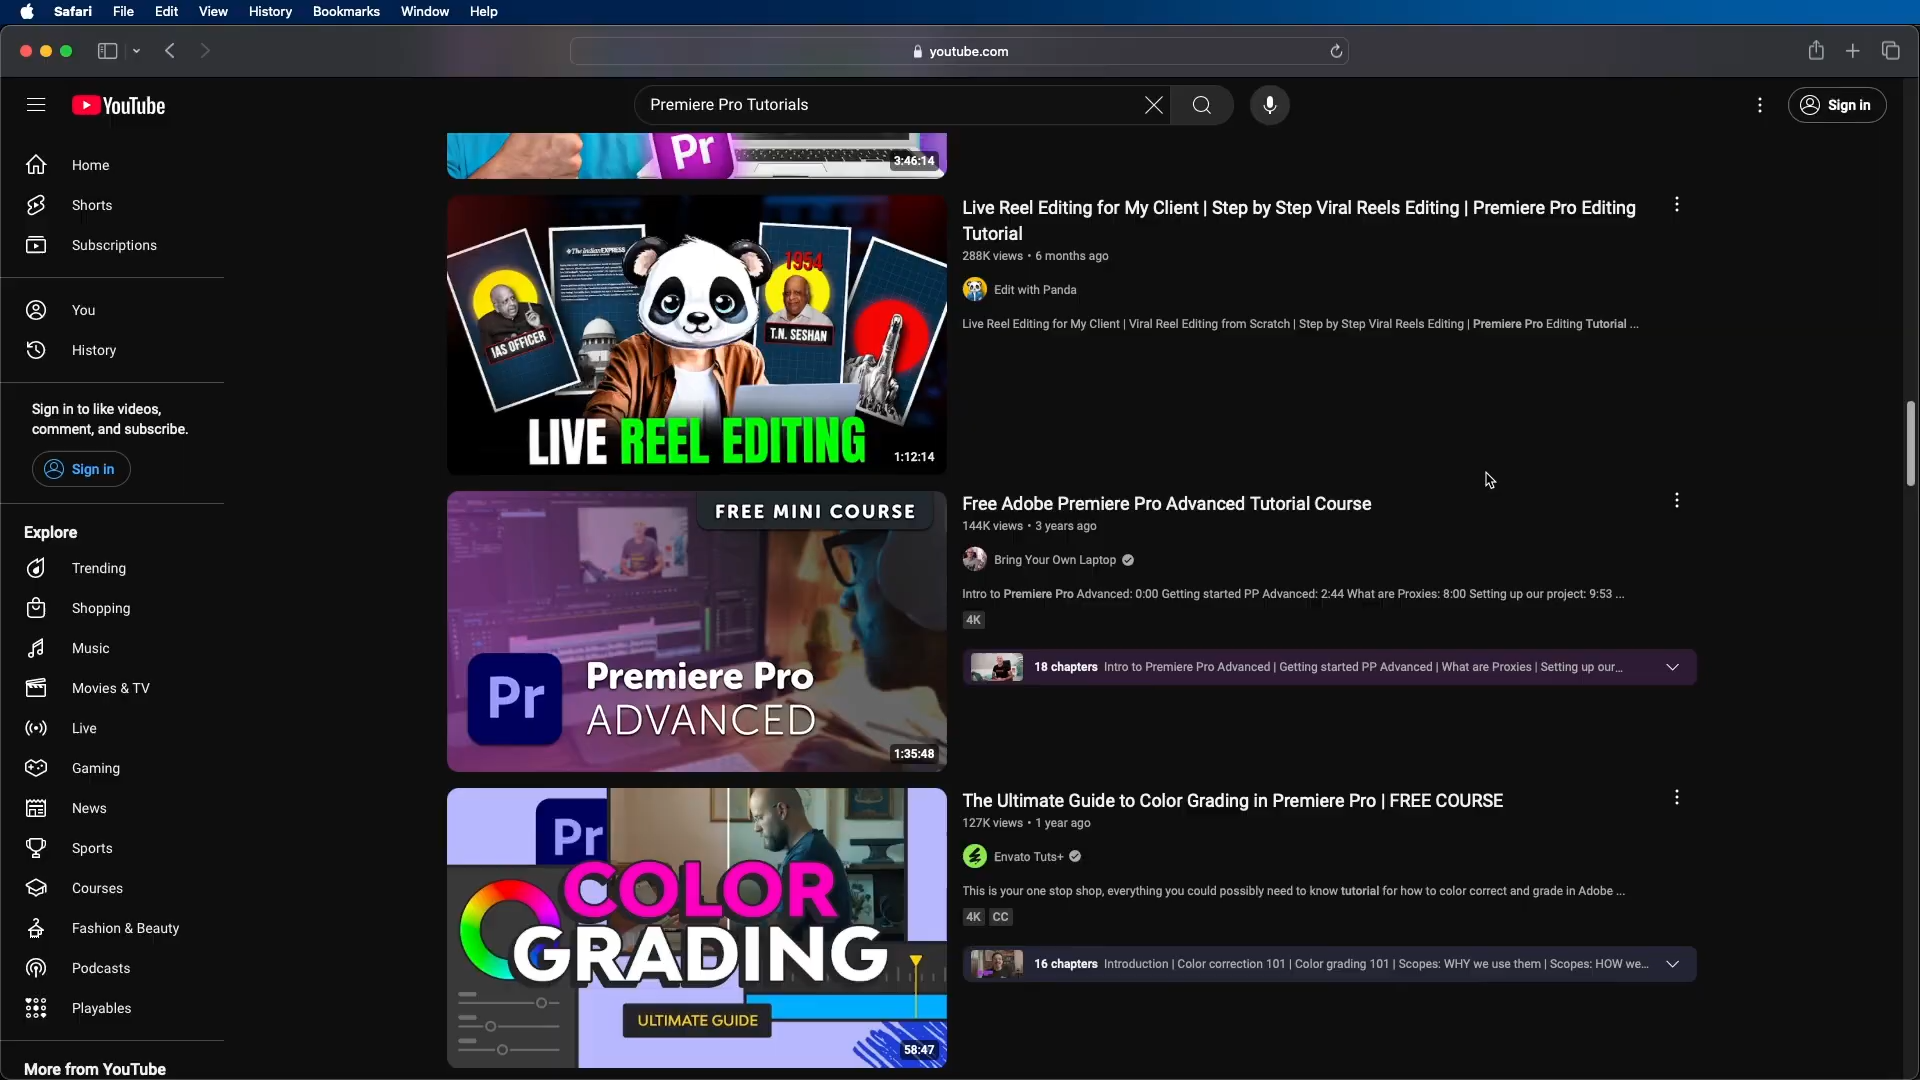 Safari File Edit View History Bookmarks Window Help
youtube.com
YouTube
Premiere Pro Tutorials
Sign in
Home
Shorts
Subscriptions
You
History
Sign in to like videos,
comment, and subscribe.
Sign in
Explore
Trending
Shopping
Music
Movies & TV
Live
Gaming
News
Sports
Courses
Fashion & Beauty
Podcasts
Playables
More from YouTube
Pr
3:46:14
The Indian EXPRESS
IAS OFFICER
1954
T.N. SESHAN
LIVE REEL EDITING
1:12:14
Live Reel Editing for My Client | Step by Step Viral Reels Editing | Premiere Pro Editing
Tutorial
288K views • 6 months ago
Edit with Panda
Live Reel Editing for My Client | Viral Reel Editing from Scratch | Step by Step Viral Reels Editing | Premiere Pro Editing Tutorial ...
FREE MINI COURSE
Pr
Premiere Pro
ADVANCED
1:35:48
Free Adobe Premiere Pro Advanced Tutorial Course
144K views • 3 years ago
Bring Your Own Laptop
Intro to Premiere Pro Advanced: 0:00 Getting started PP Advanced: 2:44 What are Proxies: 8:00 Setting up our project: 9:53 ...
4K
18 chapters Intro to Premiere Pro Advanced | Getting started PP Advanced | What are Proxies | Setting up our...
Pr
COLOR
GRADING
ULTIMATE GUIDE
58:47
The Ultimate Guide to Color Grading in Premiere Pro | FREE COURSE
127K views • 1 year ago
Envato Tuts+
This is your one stop shop, everything you could possibly need to know tutorial for how to color correct and grade in Adobe ...
4K CC
16 chapters Introduction | Color correction 101 | Color grading 101 | Scopes: WHY we use them | Scopes: HOW we...